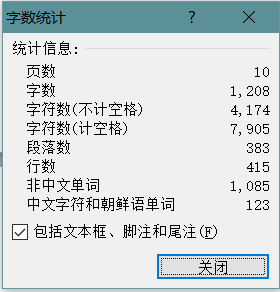 字数统计 ? ×
统计信息:
页数 10
字数 1,208
字符数(不计空格) 4,174
字符数(计空格) 7,905
段落数 383
行数 415
非中文单词 1,085
中文字符和朝鲜语单词 123
包括文本框、脚注和尾注(F)
关闭